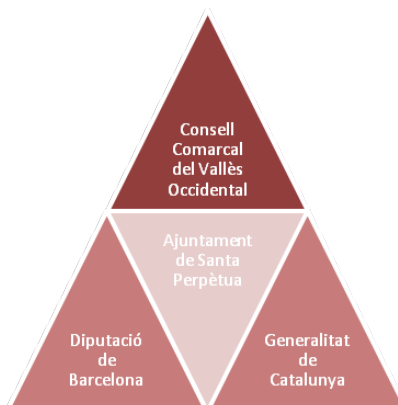 Consell
Comarcal
del Vallès
Occidental
Ajuntament
de Santa
Perpètua
Diputació
de
Barcelona
Generalitat
de
Catalunya